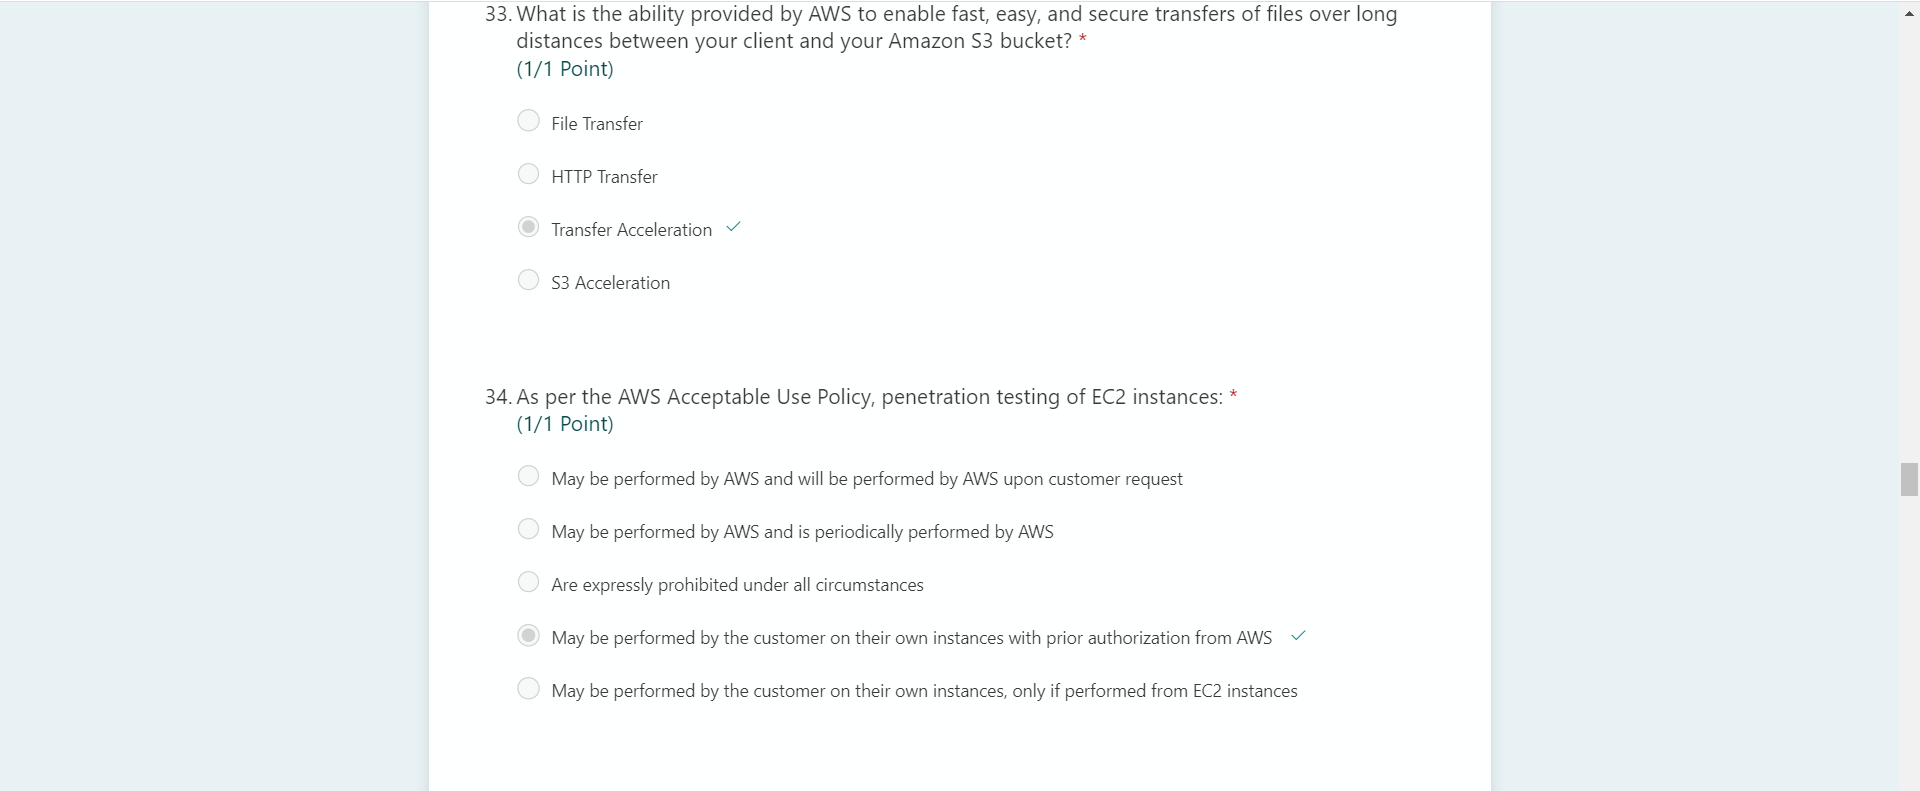 33. What is the ability provided by AWS to enable fast, easy, and secure transfers of files over long
distances between your client and your Amazon S3 bucket? *
(1/1 Point)
File Transfer
HTTP Transfer
Transfer Acceleration
S3 Acceleration
34. As per the AWS Acceptable Use Policy, penetration testing of EC2 instances: *
(1/1 Point)
May be performed by AWS and will be performed by AWS upon customer request
May be performed by AWS and is periodically performed by AWS
Are expressly prohibited under all circumstances
May be performed by the customer on their own instances with prior authorization from AWS
May be performed by the customer on their own instances, only if performed from EC2 instances